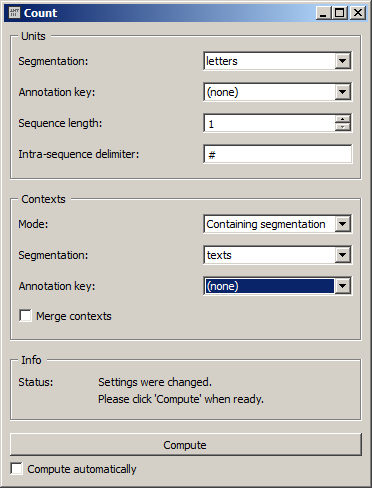 Count
Units
Segmentation: letters
Annotation key: (none)
Sequence length: 1
Intra-sequence delimiter: #
Contexts
Mode: Containing segmentation
Segmentation: texts
Annotation key: (none)
Merge contexts
Info
Status: Settings were changed.
Please click 'Compute' when ready.
Compute
Compute automatically